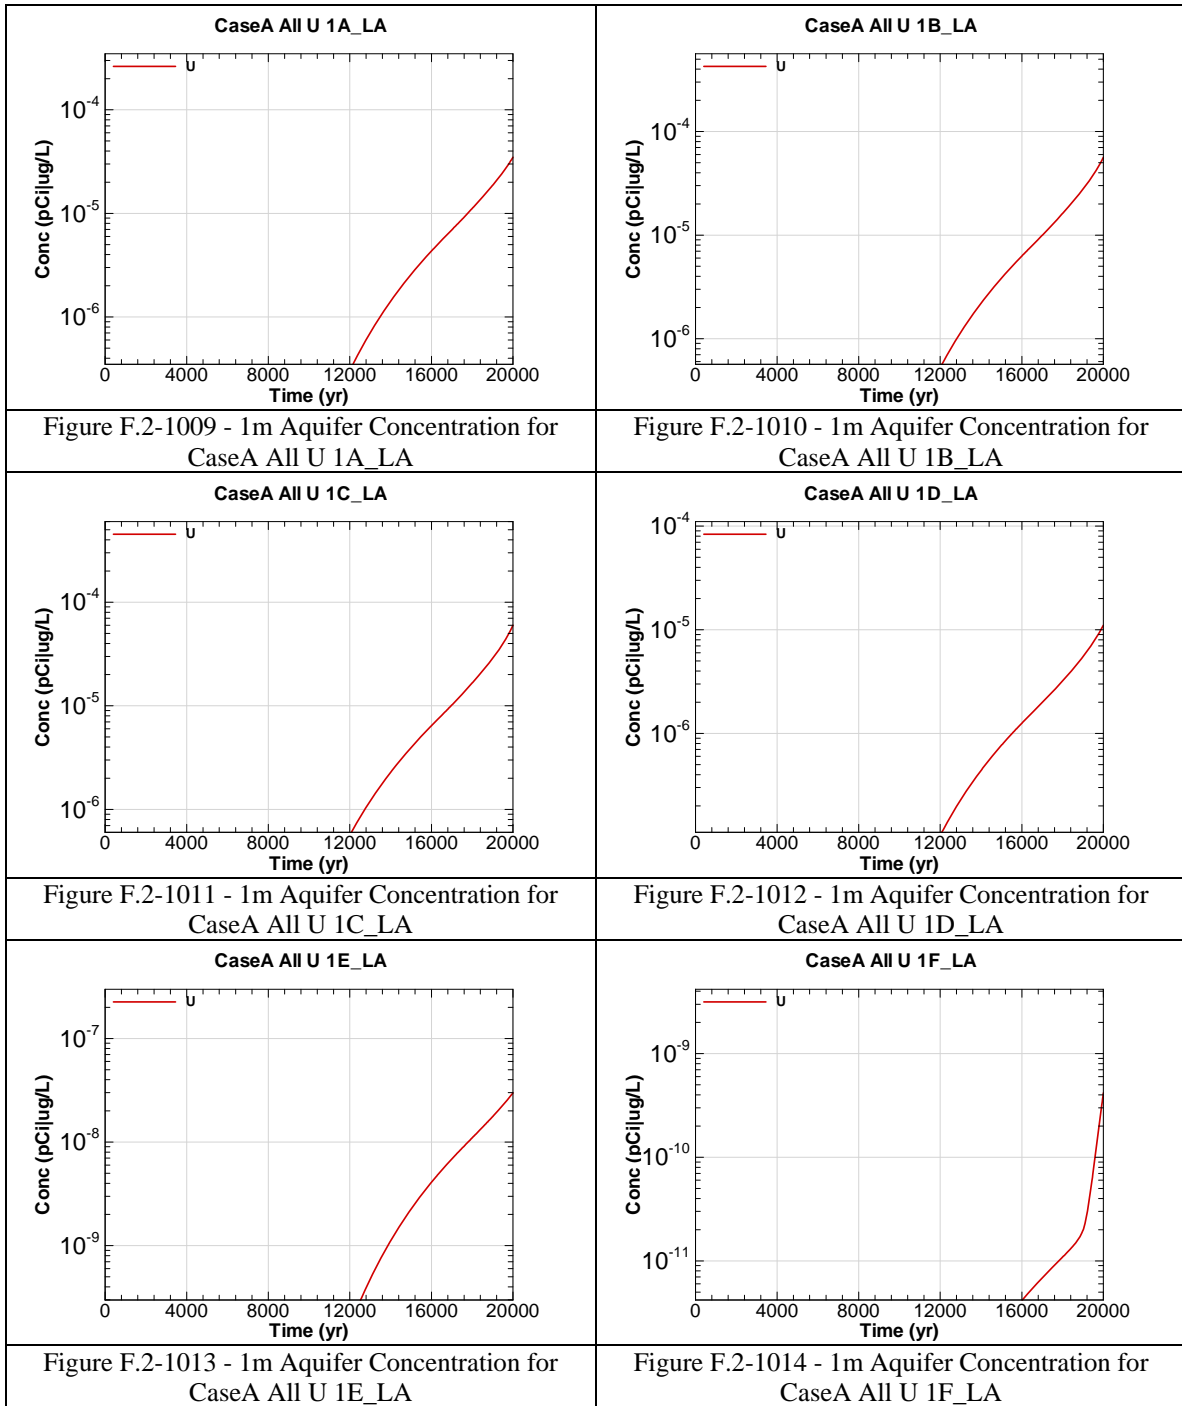 CaseA All U 1A_LA
U
Conc (pCi|ug/L)
10-4
10-5
10-6
0 4000 8000 12000 16000 20000
Time (yr)
Figure F.2-1009 - 1m Aquifer Concentration for
CaseA All U 1A_LA
CaseA All U 1B_LA
U
Conc (pCi|ug/L)
10-4
10-5
10-6
0 4000 8000 12000 16000 20000
Time (yr)
Figure F.2-1010 - 1m Aquifer Concentration for
CaseA All U 1B_LA
CaseA All U 1C_LA
U
Conc (pCi|ug/L)
10-4
10-5
10-6
0 4000 8000 12000 16000 20000
Time (yr)
Figure F.2-1011 - 1m Aquifer Concentration for
CaseA All U 1C_LA
CaseA All U 1D_LA
U
Conc (pCi|ug/L)
10-4
10-5
10-6
0 4000 8000 12000 16000 20000
Time (yr)
Figure F.2-1012 - 1m Aquifer Concentration for
CaseA All U 1D_LA
CaseA All U 1E_LA
U
Conc (pCi|ug/L)
10-7
10-8
10-9
0 4000 8000 12000 16000 20000
Time (yr)
Figure F.2-1013 - 1m Aquifer Concentration for
CaseA All U 1E_LA
CaseA All U 1F_LA
U
Conc (pCi|ug/L)
10-9
10-10
10-11
0 4000 8000 12000 16000 20000
Time (yr)
Figure F.2-1014 - 1m Aquifer Concentration for
CaseA All U 1F_LA